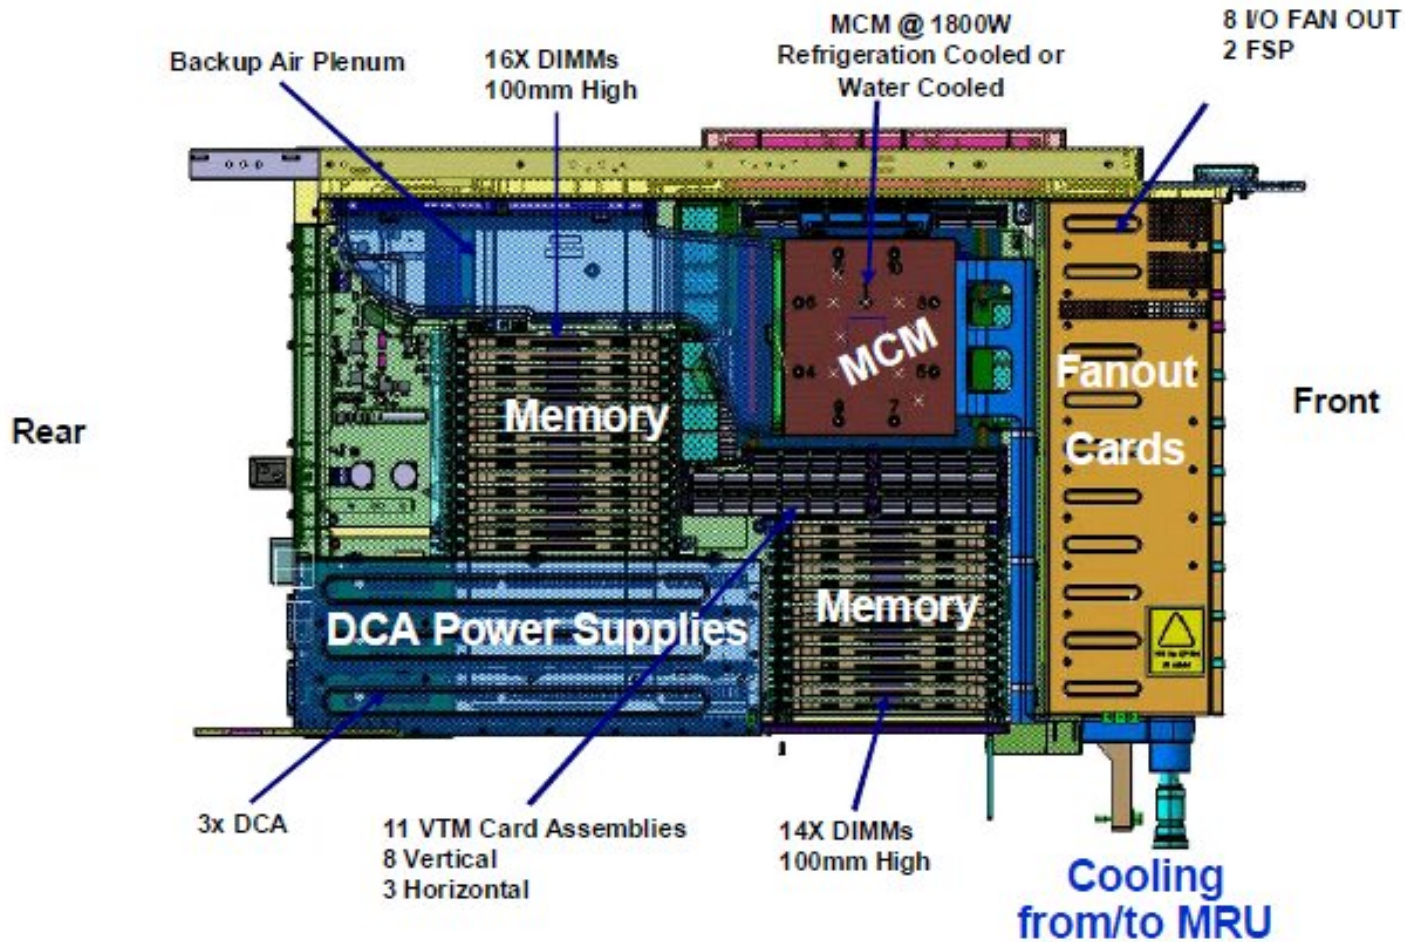 8 I/O FAN OUT
2 FSP
MCM @ 1800W
Refrigeration Cooled or
Water Cooled
Backup Air Plenum
16X DIMMs
100mm High
MCM
Memory
Fanout
Cards
Rear
Front
DCA Power Supplies
Memory
3x DCA
11 VTM Card Assemblies
8 Vertical
3 Horizontal
14X DIMMs
100mm High
Cooling
from/to MRU